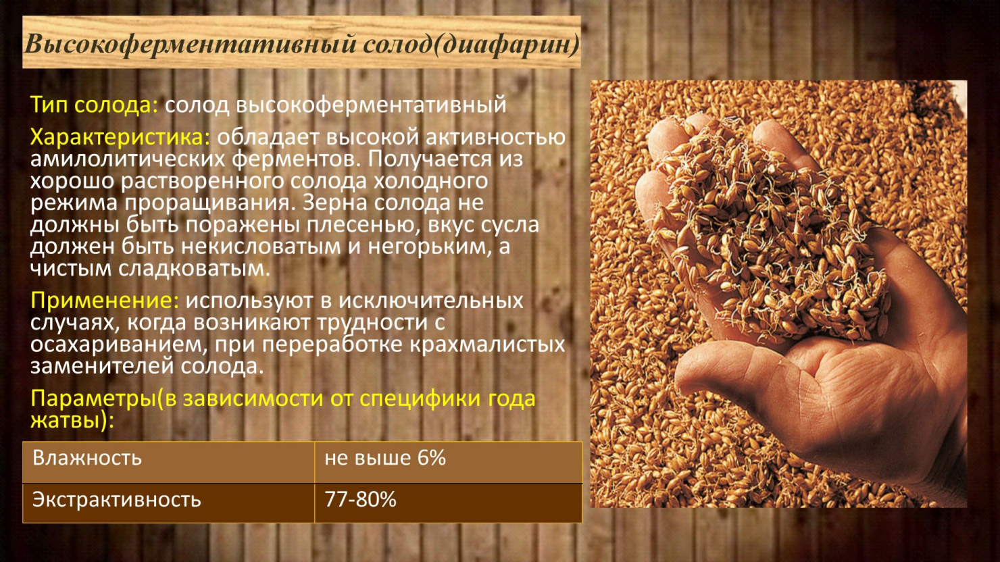 Высокоферментативный солод(диафарин)
Тип солода: солод высокоферментативный
Характеристика: обладает высокой активностью
амилолитических ферментов. Получается из
хорошо растворенного солода холодного
режима проращивания. Зерна солода не
должны быть поражены плесенью, вкус сусла
должен быть некисловатым и негорьким, а
чистым сладковатым.
Применение: используют в исключительных
случаях, когда возникают трудности с
осахариванием, при переработке крахмалистых
заменителей солода.
Параметры(в зависимости от специфики года
жатвы):
Влажность не выше 6%
Экстрактивность 77-80%